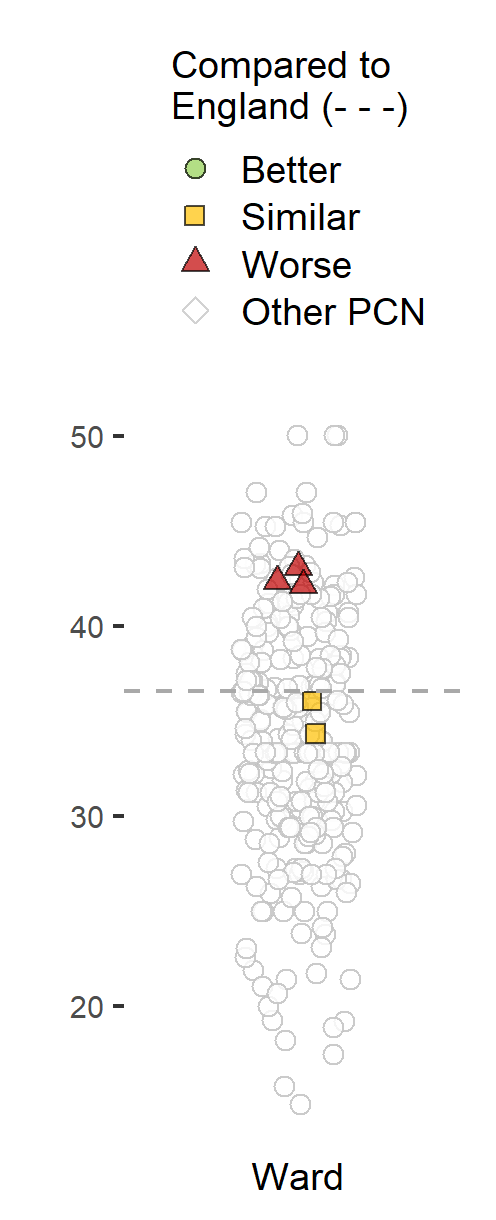 Compared to
England (- - -)
Better
Similar
Worse
Other PCN
50
40
30
20
Ward